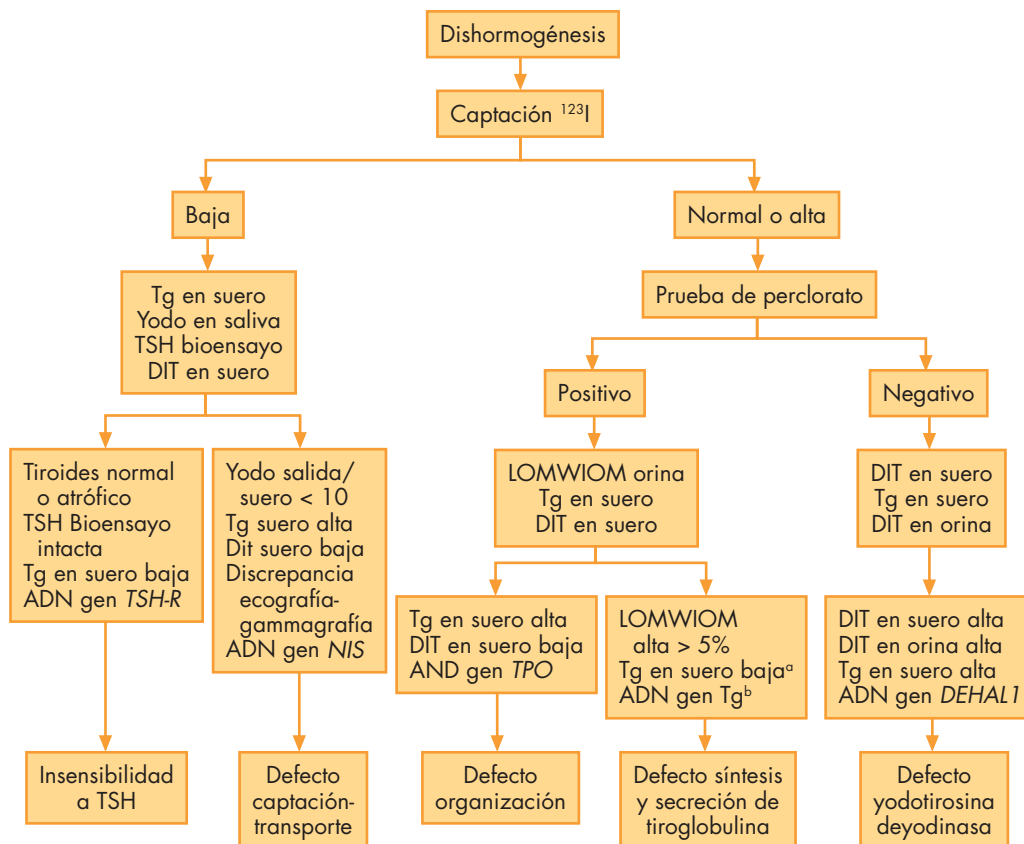 Dishormogénesis
Captación ¹²³I
Baja
Normal o alta
Tg en suero
Yodo en saliva
TSH bioensayo
DIT en suero
Prueba de perclorato
Positivo
Negativo
Tiroides normal
o atrófico
TSH Bioensayo
intacta
Tg en suero baja
ADN gen TSH-R
Yodo salida/
suero < 10
Tg suero alta
Dit suero baja
Discrepancia
ecografía-
gammagrafía
ADN gen NIS
LOMWIOM orina
Tg en suero
DIT en suero
DIT en suero
Tg en suero
DIT en orina
Tg en suero alta
DIT en suero baja
AND gen TPO
LOMWIOM
alta > 5%
Tg en suero bajaᵃ
ADN gen Tgᵇ
DIT en suero alta
DIT en orina alta
Tg en suero alta
ADN gen DEHAL1
Insensibilidad
a TSH
Defecto
captación-
transporte
Defecto
organización
Defecto síntesis
y secreción de
tiroglobulina
Defecto
yodotirosina
deyodinasa